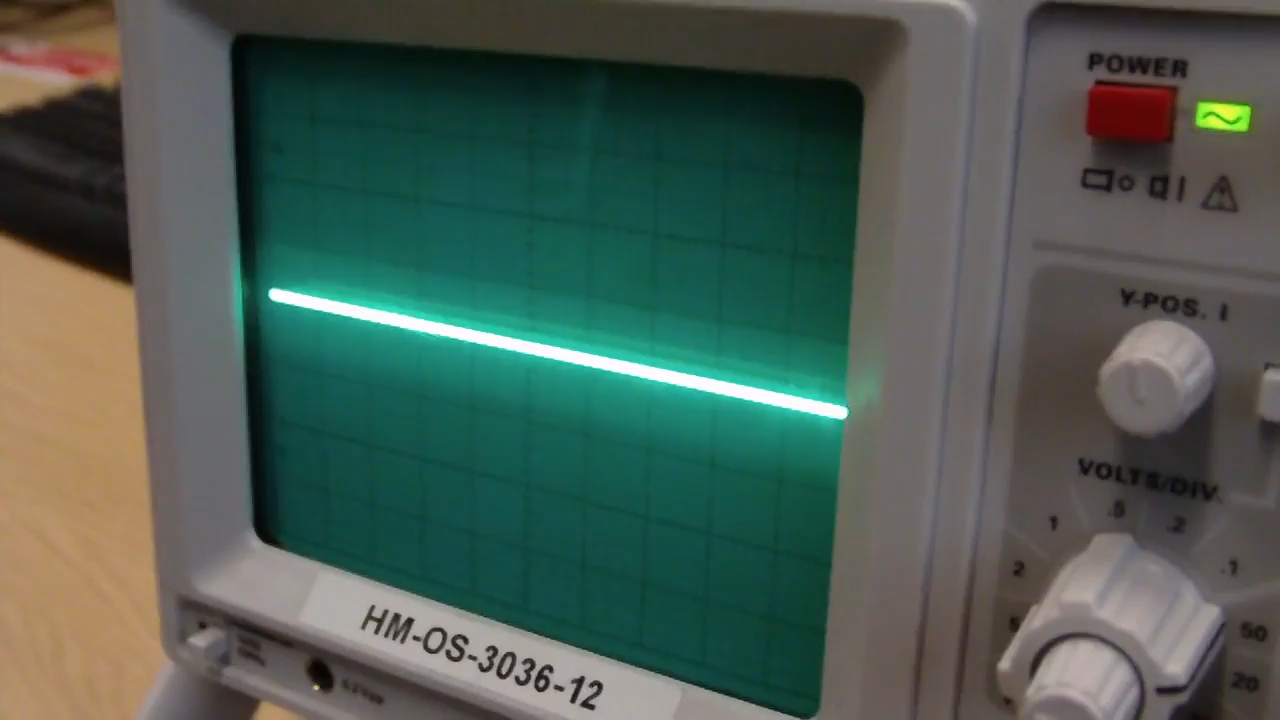 POWER
Y-POS. I
VOLTS/DIV.
.5
.2
1
.1
2
50
20
HM-OS-3036-12